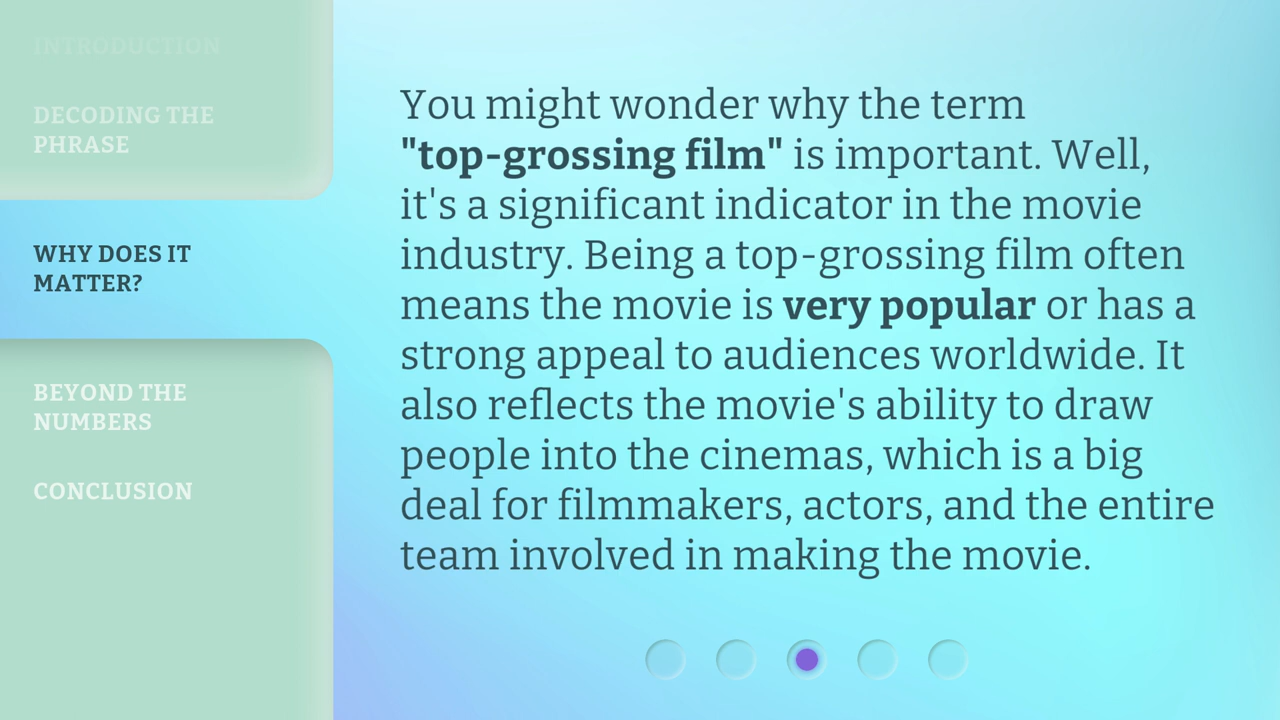 INTRODUCTION
DECODING THE
PHRASE
WHY DOES IT
MATTER?
BEYOND THE
NUMBERS
CONCLUSION
You might wonder why the term
"top-grossing film" is important. Well,
it's a significant indicator in the movie
industry. Being a top-grossing film often
means the movie is very popular or has a
strong appeal to audiences worldwide. It
also reflects the movie's ability to draw
people into the cinemas, which is a big
deal for filmmakers, actors, and the entire
team involved in making the movie.